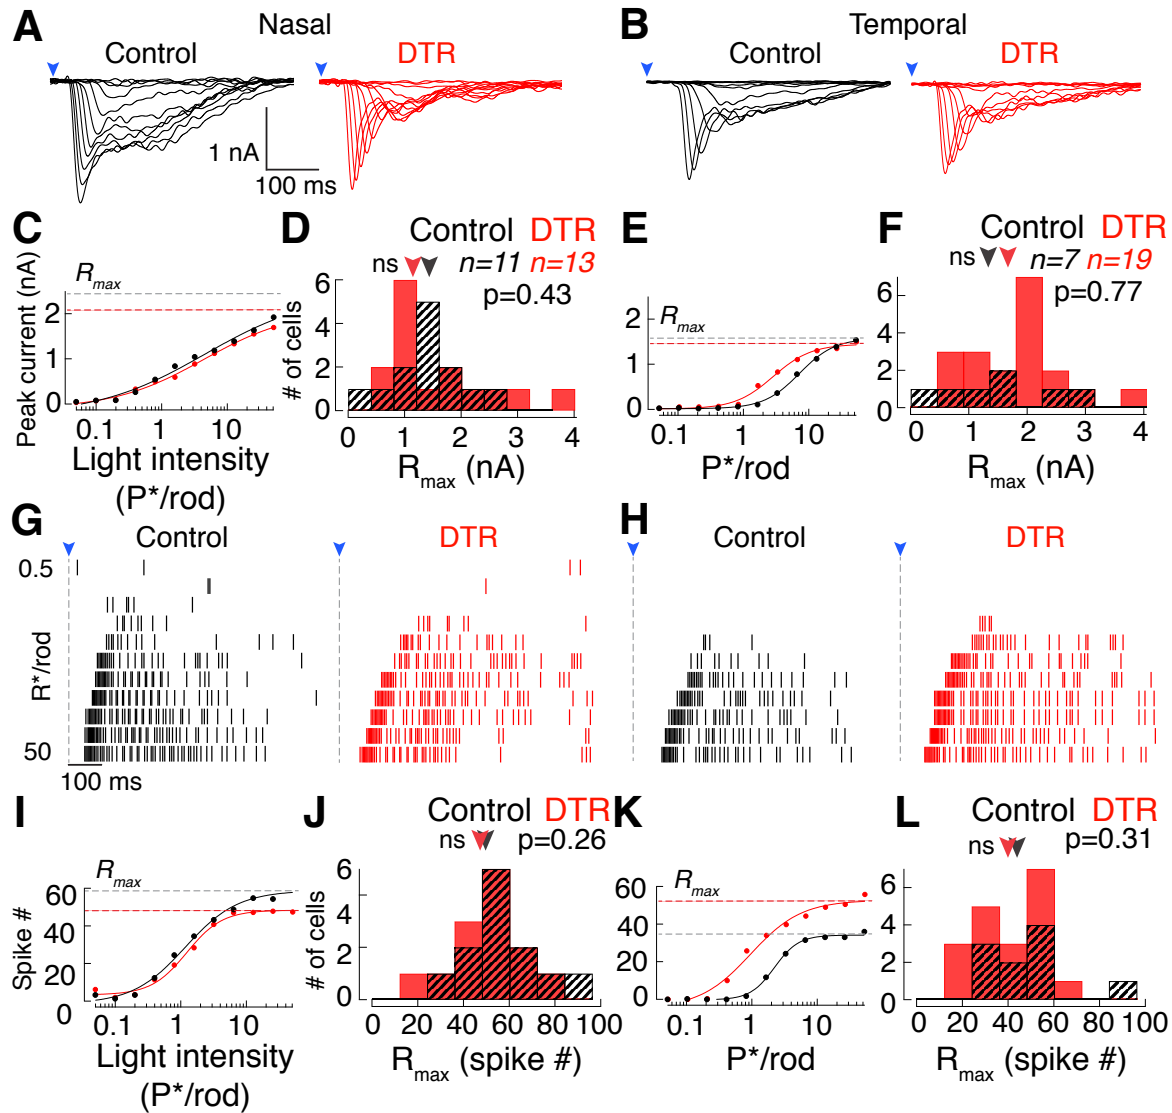 A
Nasal
Control
DTR
1 nA
100 ms
B
Temporal
Control
DTR
C
Peak current (nA)
R_max
2
1
0
0.1
1
10
Light intensity
(P*/rod)
D
Control DTR
ns
n=11 n=13
p=0.43
# of cells
6
4
2
0
0 1 2 3 4
R_max (nA)
E
R_max
2
1
0
0.1
1
10
P*/rod
F
Control DTR
ns
n=7 n=19
p=0.77
6
4
2
0
0 1 2 3 4
R_max (nA)
G
Control
DTR
0.5
R*/rod
50
100 ms
H
Control
DTR
I
Spike #
R_max
60
40
20
0
0.1
1
10
Light intensity
(P*/rod)
J
Control DTR
ns
p=0.26
# of cells
6
4
2
0
0 20 40 60 80 100
R_max (spike #)
K
R_max
60
40
20
0
0.1
1
10
P*/rod
L
Control DTR
ns
p=0.31
6
4
2
0
0 20 40 60 80 100
R_max (spike #)